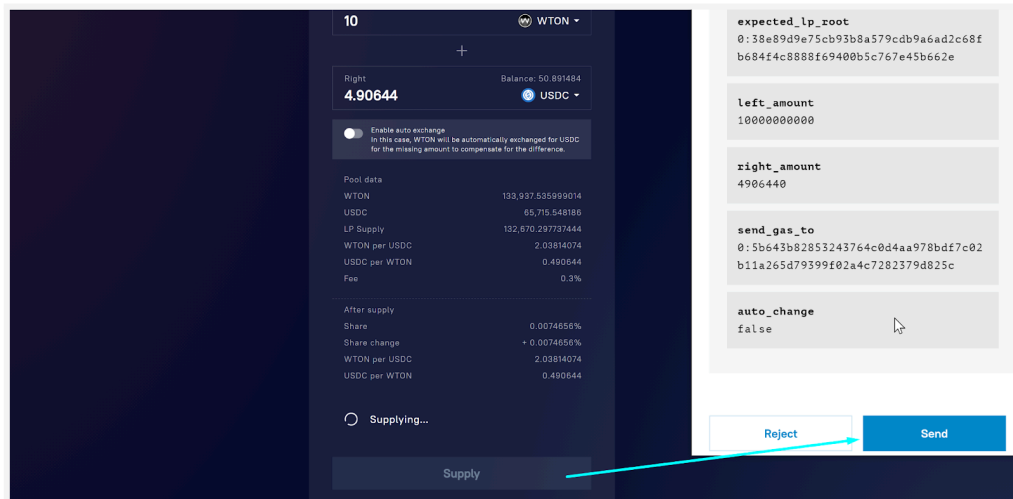 10
WTON
+
Right
Balance: 50.891484
4.90644
USDC
Enable auto exchange
In this case, WTON will be automatically exchanged for USDC
for the missing amount to compensate for the difference.
Pool data
WTON 133,937.535999014
USDC 65,715.548186
LP Supply 132,670.297737444
WTON per USDC 2.03814074
USDC per WTON 0.490644
Fee 0.3%
After supply
Share 0.0074656%
Share change + 0.0074656%
WTON per USDC 2.03814074
USDC per WTON 0.490644
Supplying...
Supply
expected_lp_root
0:38e89d9e75cb93b8a579cdb9a6ad2c68f
b684f4c8888f69400b5c767e45b662e
left_amount
10000000000
right_amount
4906440
send_gas_to
0:5b643b82853243764c0d4aa978bdf7c02
b11a265d79399f02a4c7282379d825c
auto_change
false
Reject
Send